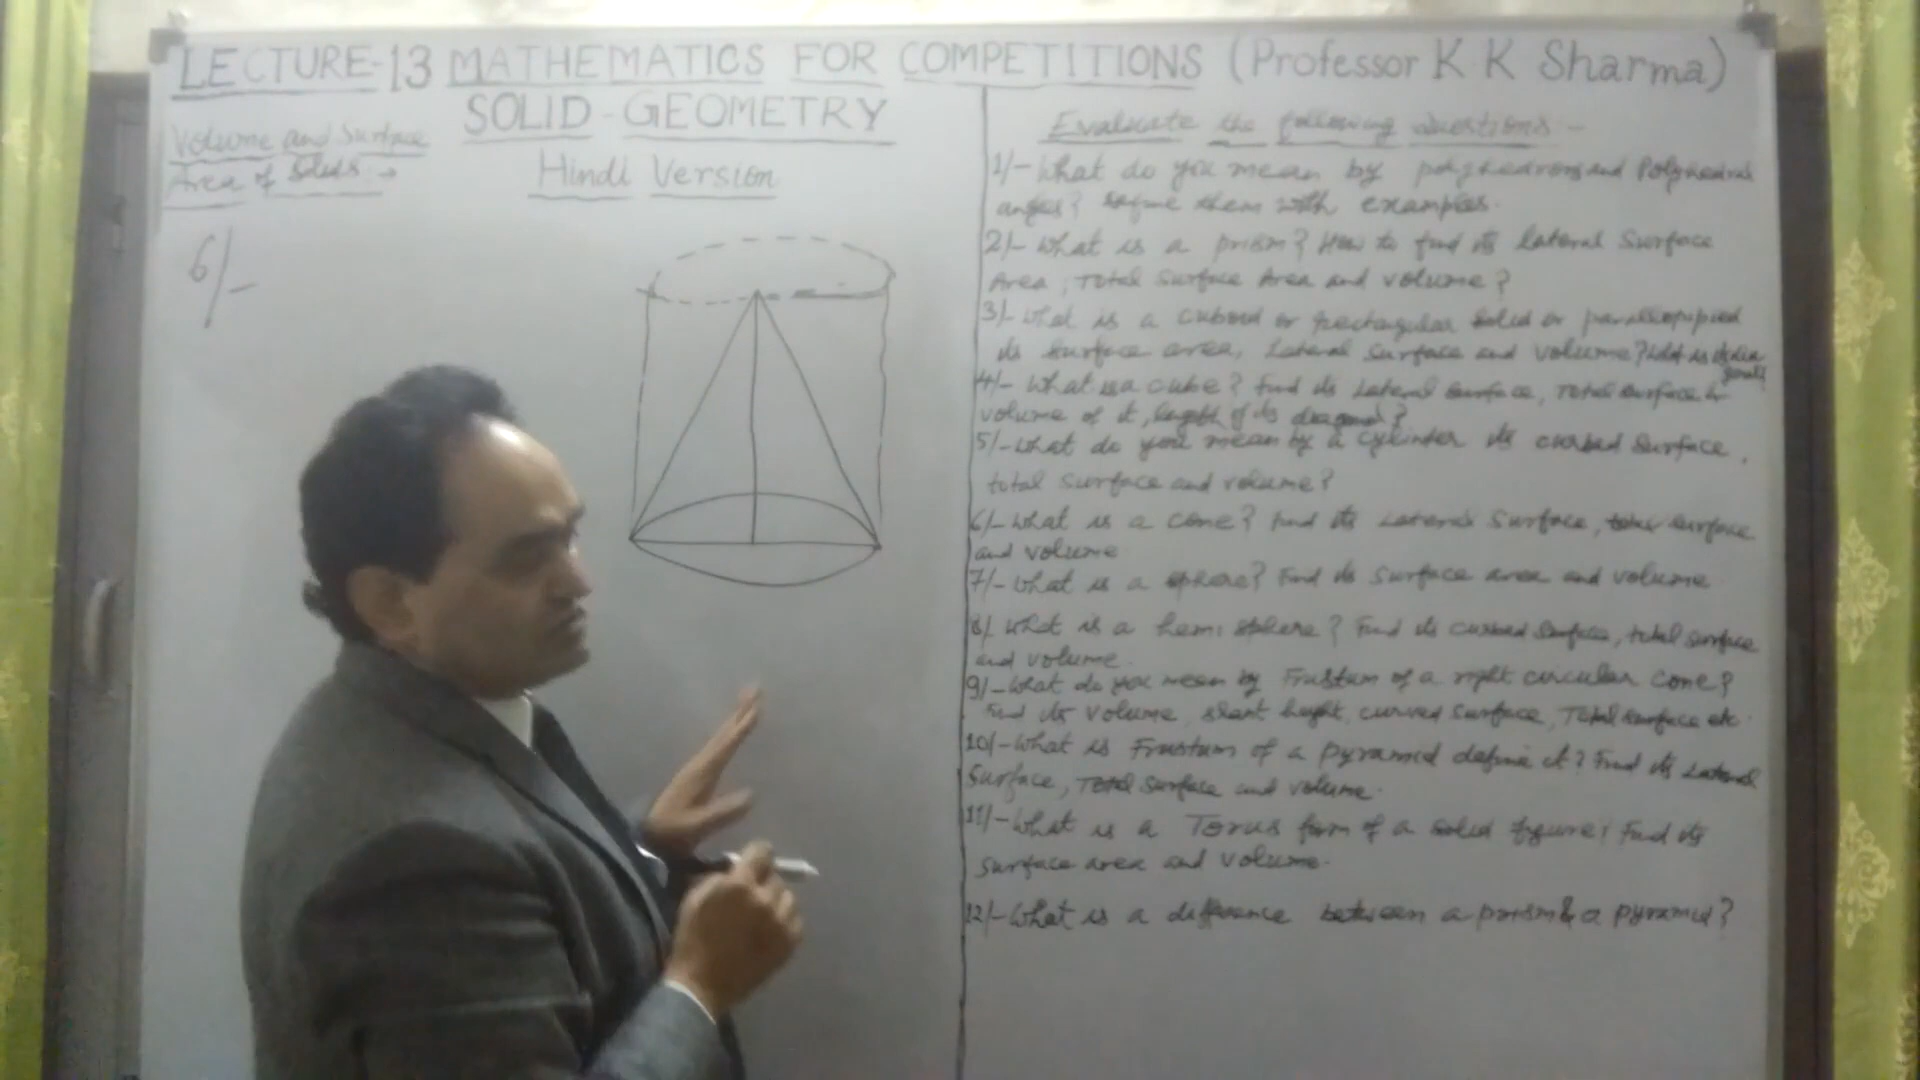 LECTURE-13 MATHEMATICS FOR COMPETITIONS (Professor K K Sharma)
SOLID - GEOMETRY
Volume and Surface
Area of Solids →
Hindi Version
6/-
Evaluate the following questions -
1/- What do you mean by polyhedrons and Polyhedral
angles? define them with examples.
2/- What is a prism? How to find its lateral Surface
Area, Total Surface Area and volume?
3/- What is a cuboid or rectangular solid or
its surface area, Lateral Surface and volume? What is its
4/- What is a cube? Find its Lateral surface, Total surface &
volume of it, length of its diagonal?
5/- What do you mean by a cylinder its curved surface,
total surface and volume?
6/- What is a cone? Find its Lateral Surface, total surface
and volume
7/- What is a sphere? Find its surface area and volume
8/- What is a hemi sphere? Find its curved surface, total surface
and volume.
9/- What do you mean by Frustum of a right circular cone?
Find its Volume, slant height, curved surface, Total surface etc.
10/- What is Frustum of a pyramid define it? Find its Lateral
Surface, Total Surface and volume.
11/- What is a Torus form of a solid figure, Find its
surface area and volume.
12/- What is a difference between a prism & a pyramid?